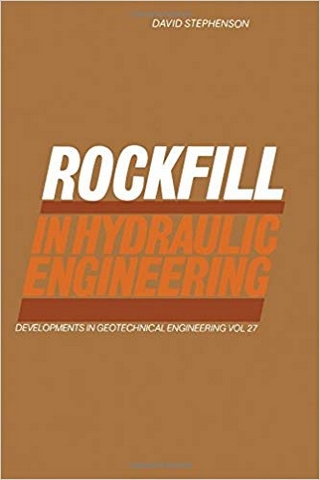 DAVID STEPHENSON
ROCKFILL
IN HYDRAULIC
ENGINEERING
DEVELOPMENTS IN GEOTECHNICAL ENGINEERING VOL 27